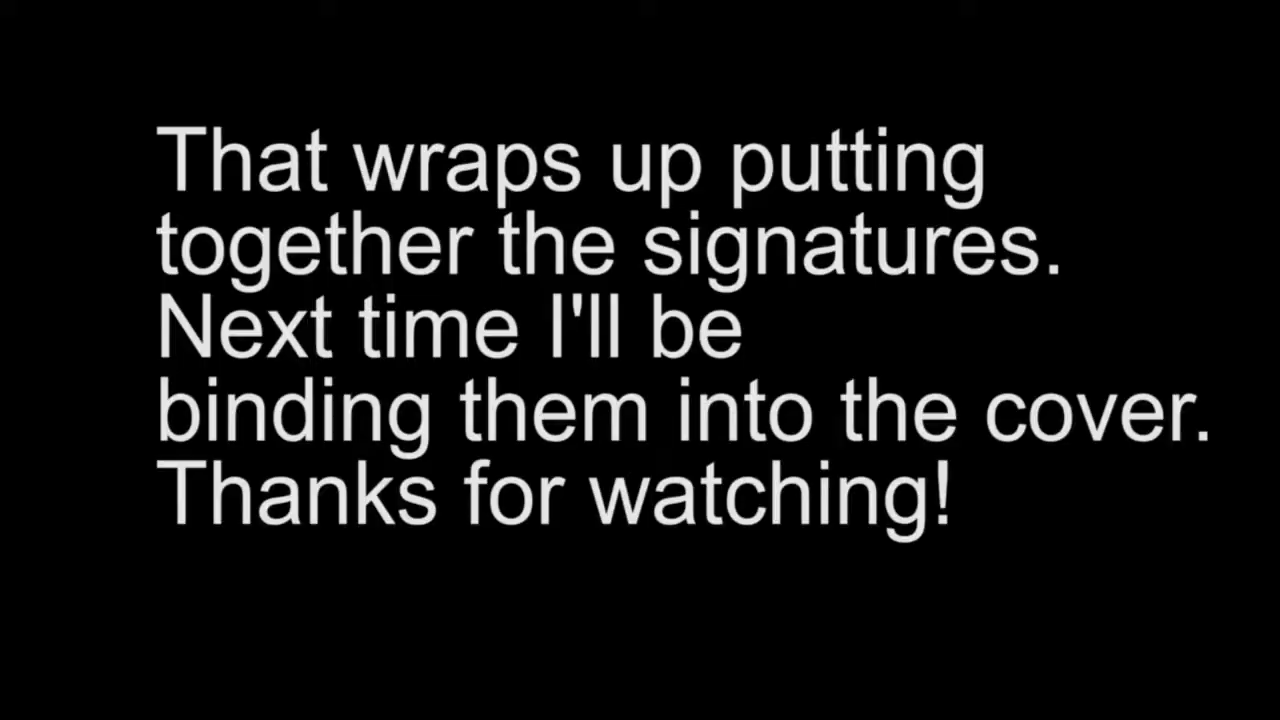 That wraps up putting
together the signatures.
Next time I'll be
binding them into the cover.
Thanks for watching!